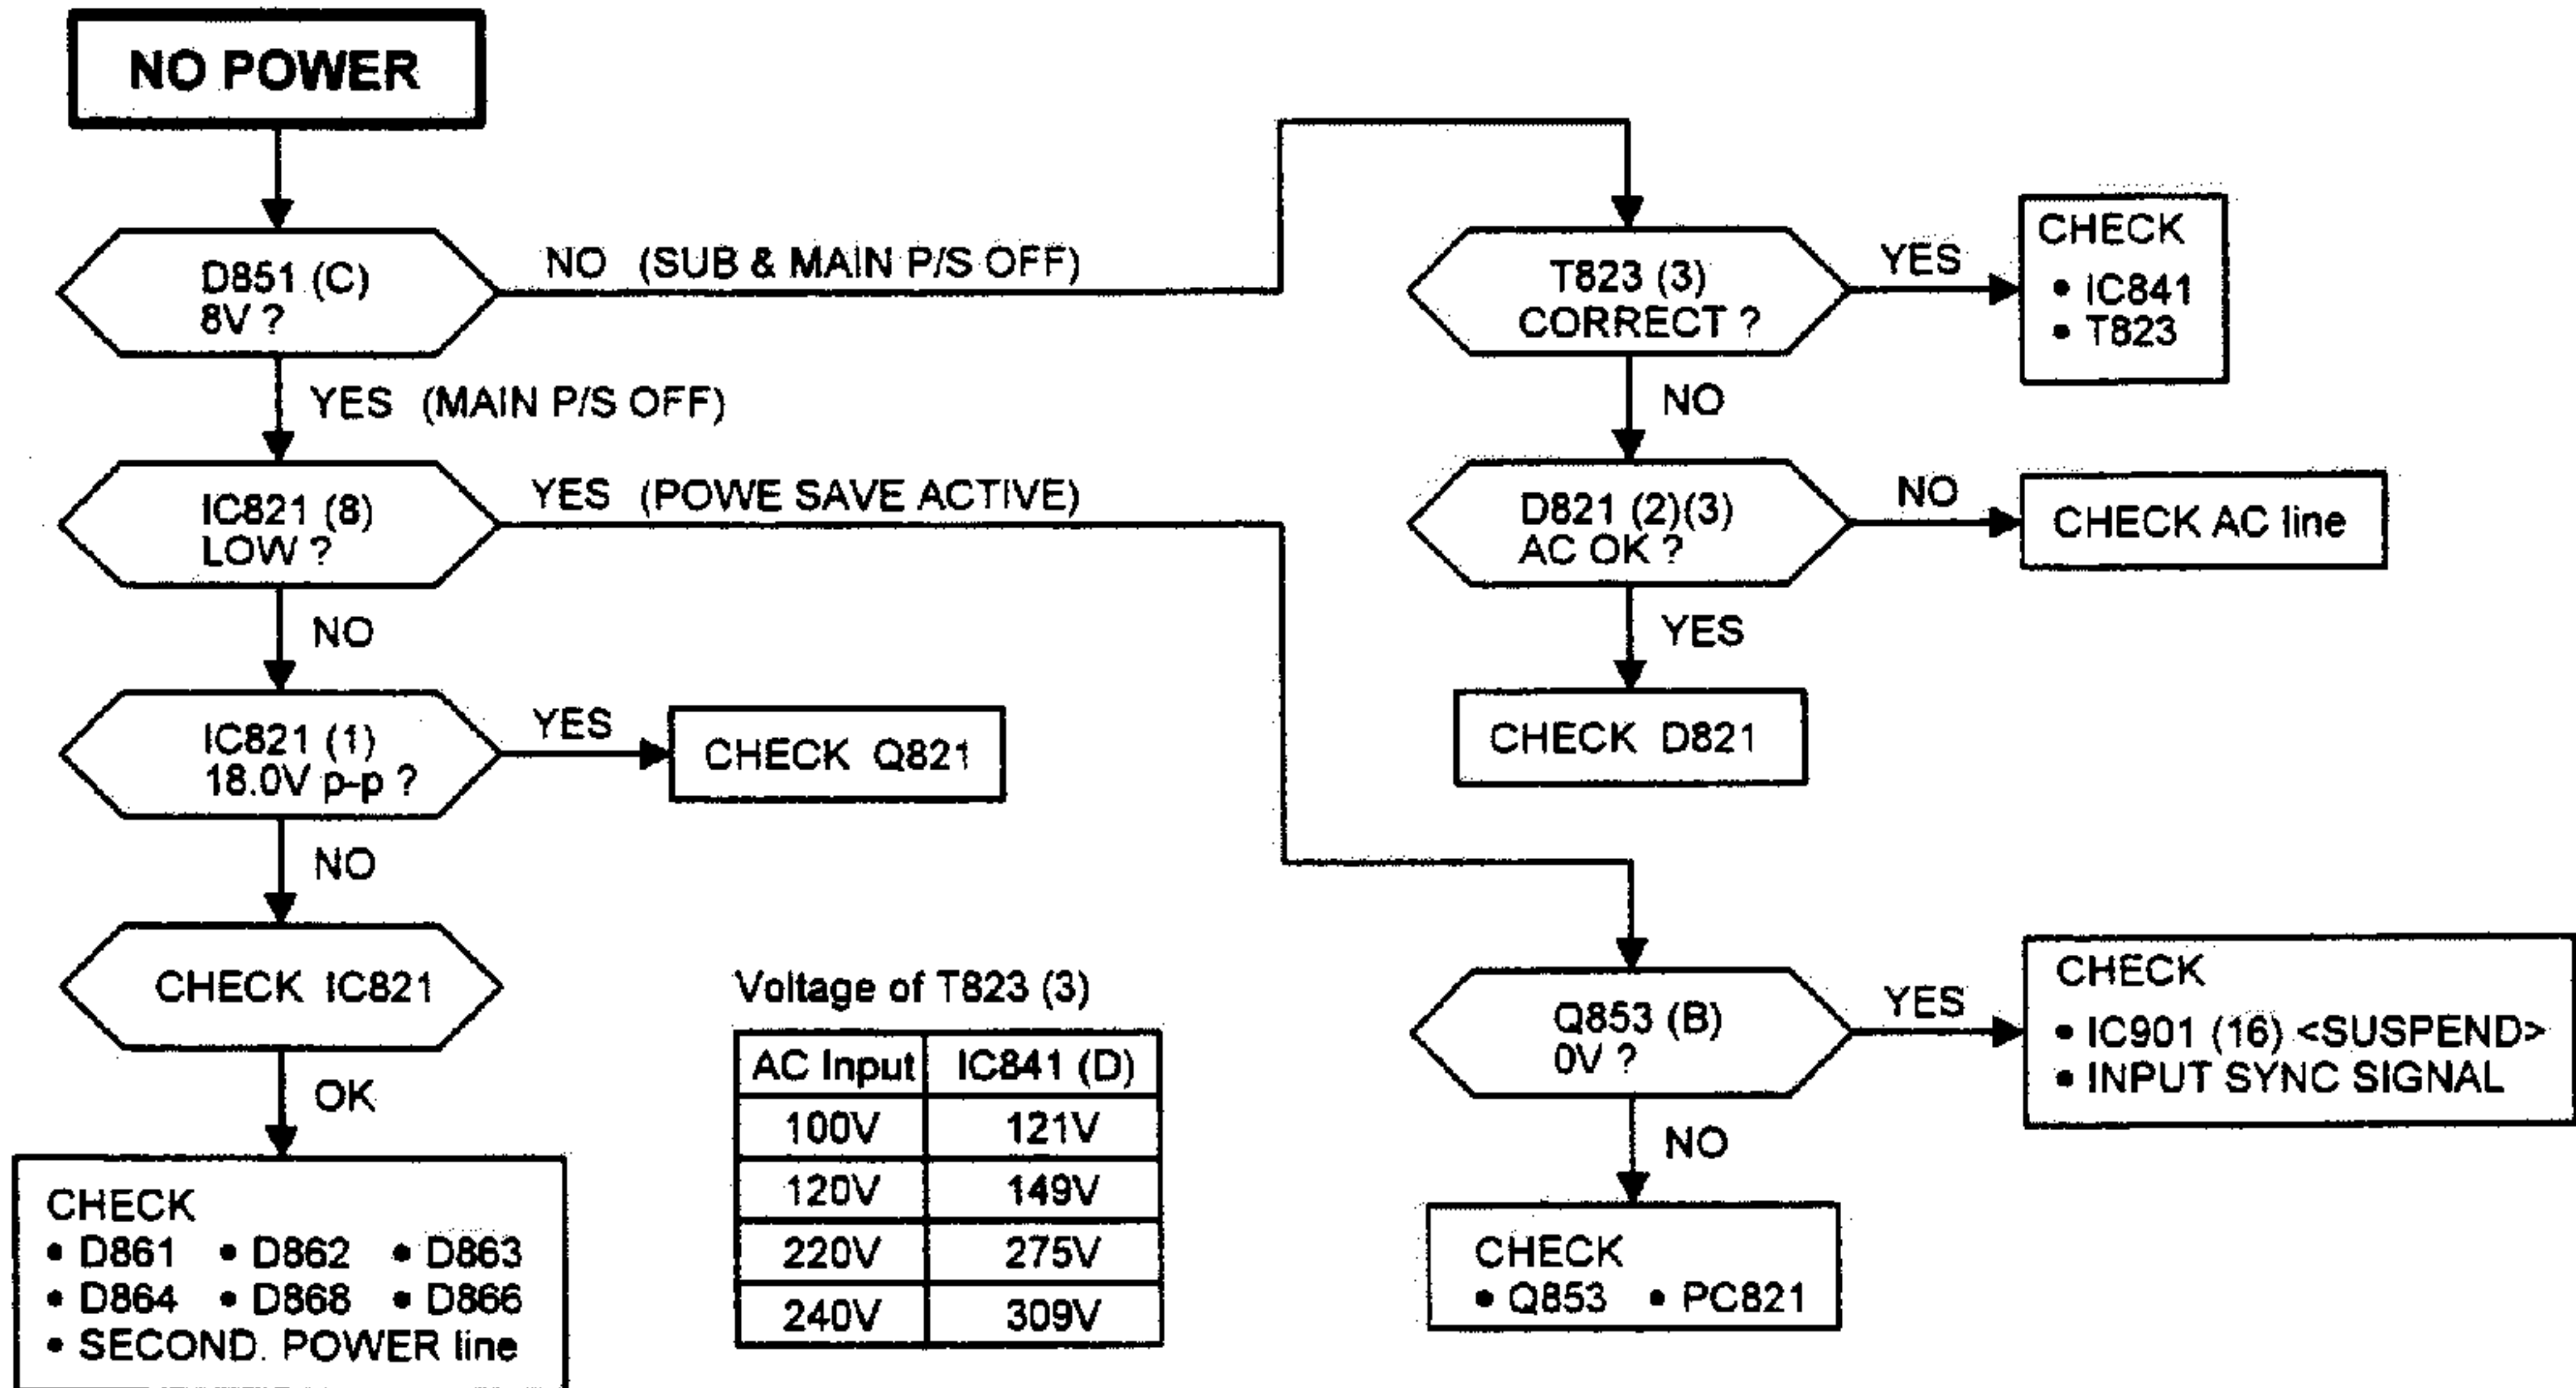 NO POWER
D851 (C)
8V ?
NO (SUB & MAIN P/S OFF)
YES (MAIN P/S OFF)
IC821 (8)
LOW ?
YES (POWE SAVE ACTIVE)
NO
IC821 (1)
18.0V p-p ?
YES
CHECK Q821
NO
CHECK IC821
OK
CHECK
• D861 • D862 • D863
• D864 • D868 • D866
• SECOND. POWER line
T823 (3)
CORRECT ?
YES
CHECK
• IC841
• T823
NO
D821 (2)(3)
AC OK ?
NO
CHECK AC line
YES
CHECK D821
Q853 (B)
0V ?
YES
CHECK
• IC901 (16) <SUSPEND>
• INPUT SYNC SIGNAL
NO
CHECK
• Q853 • PC821
Voltage of T823 (3)
AC Input IC841 (D)
100V 121V
120V 149V
220V 275V
240V 309V